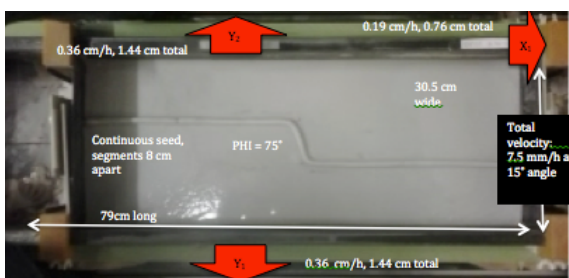 0.19 cm/h, 0.76 cm total
Y2
X1
0.36 cm/h, 1.44 cm total
30.5 cm
wide
Continuous seed,
segments 8 cm
apart
PHI = 75°
Total
velocity:
7.5 mm/h a
15° angle
79cm long
Y1
0.36 cm/h, 1.44 cm total